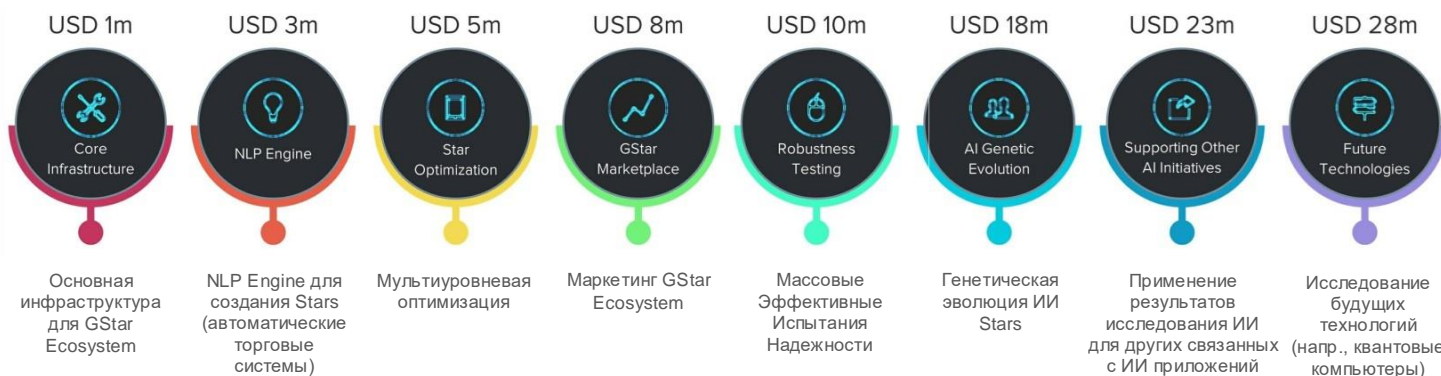 USD 1m
USD 3m
USD 5m
USD 8m
USD 10m
USD 18m
USD 23m
USD 28m
Core
Infrastructure
NLP Engine
Star
Optimization
GStar
Marketplace
Robustness
Testing
AI Genetic
Evolution
Supporting Other
AI Initiatives
Future
Technologies
Основная
инфраструктура
для GStar
Ecosystem
NLP Engine для
создания Stars
(автоматические
торговые
системы)
Мультиуровневая
оптимизация
Маркетинг GStar
Ecosystem
Массовые
Эффективные
Испытания
Надежности
Генетическая
эволюция ИИ
Stars
Применение
результатов
исследования ИИ
для других связанных
с ИИ приложений
Исследование
будущих
технологий
(напр., квантовые
компьютеры)